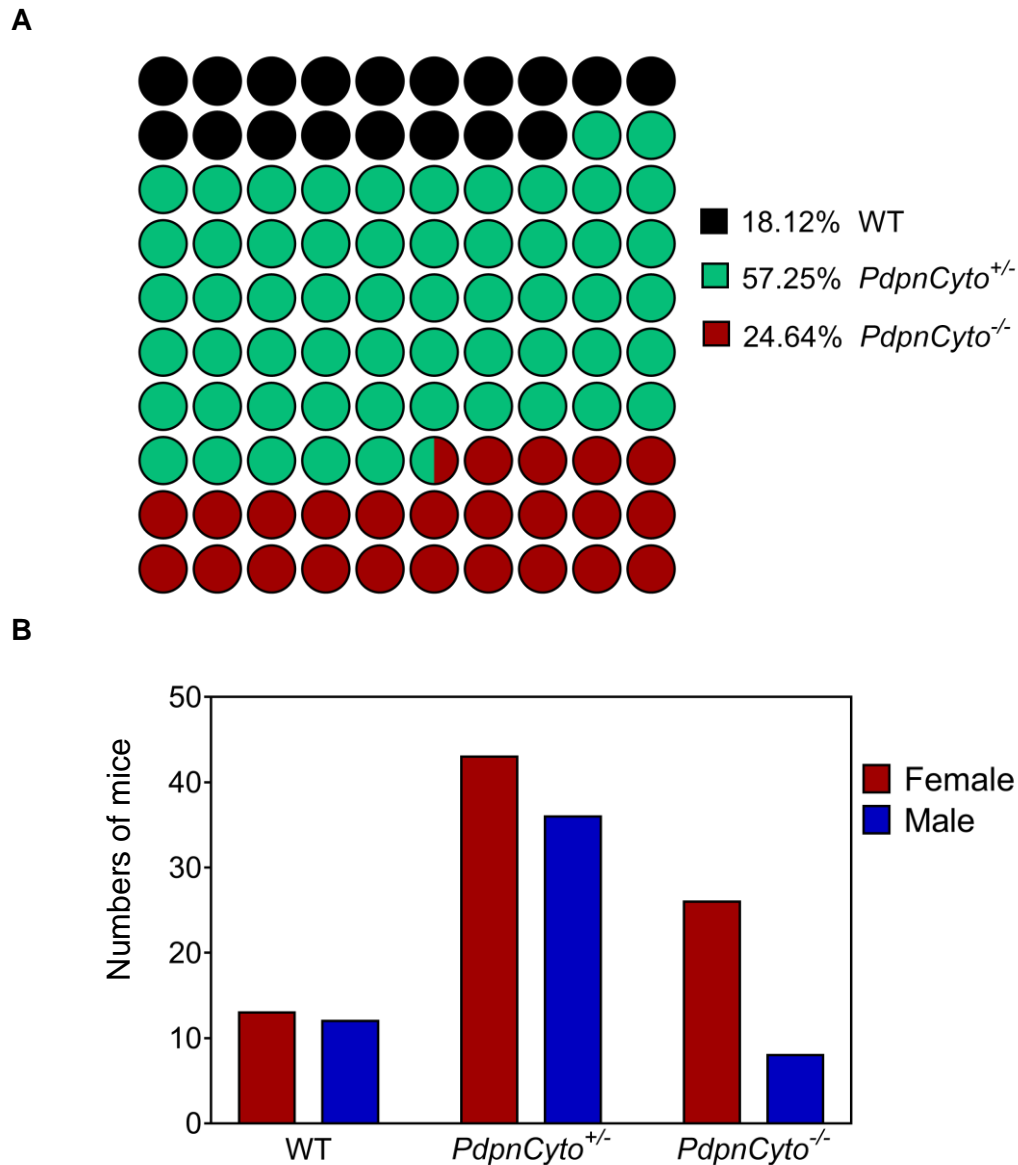 A
18.12% WT
57.25% PdpnCyto+/-
24.64% PdpnCyto-/-
B
50
40
30
20
10
0
Numbers of mice
Female
Male
WT PdpnCyto+/- PdpnCyto-/-